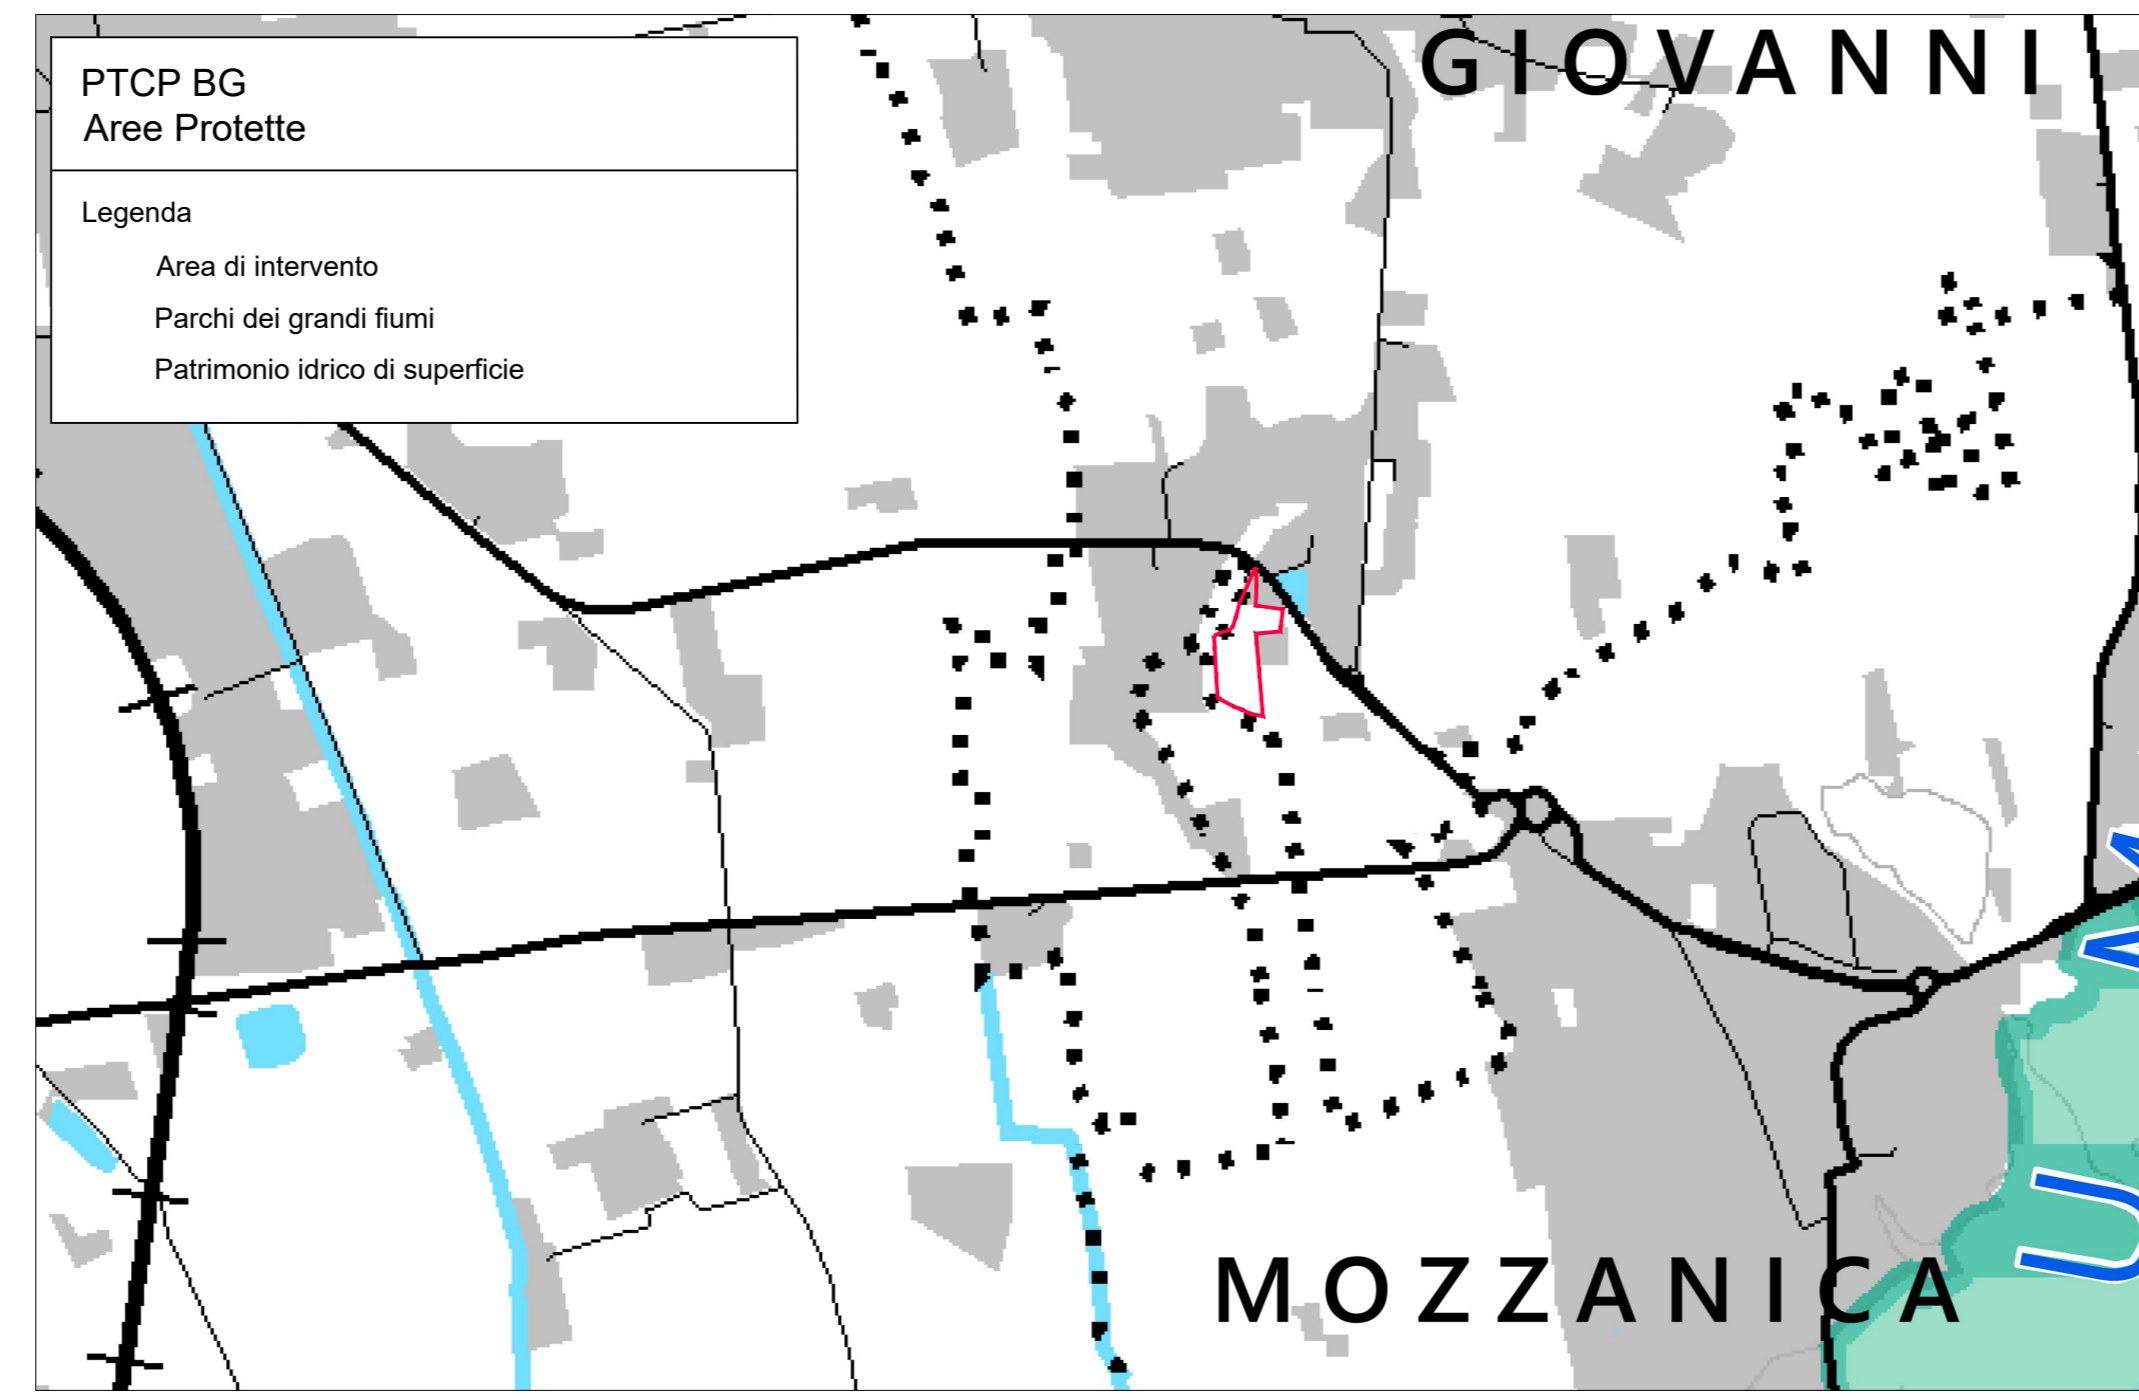 PTCP BG
Aree Protette
Legenda
Area di intervento
Parchi dei grandi fiumi
Patrimonio idrico di superficie
GIOVANNI
MOZZANICA
U